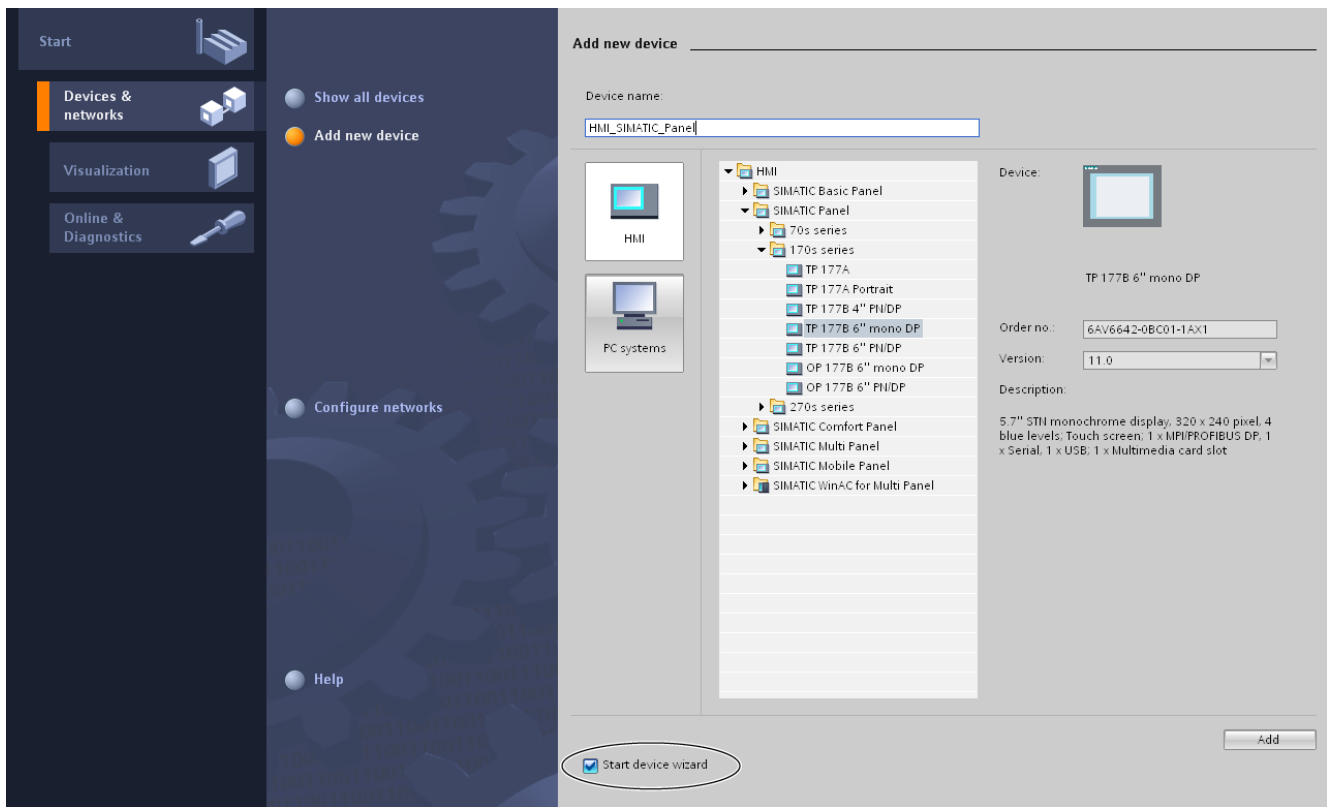 Start
Devices &
networks
Visualization
Online &
Diagnostics
Show all devices
Add new device
Configure networks
Help
Add new device
Device name:
HMI_SIMATIC_Panel
HMI
PC systems
HMI
SIMATIC Basic Panel
SIMATIC Panel
70s series
170s series
TP 177A
TP 177A Portrait
TP 177B 4'' PN/DP
TP 177B 6'' mono DP
TP 177B 6'' PN/DP
OP 177B 6'' mono DP
OP 177B 6'' PN/DP
270s series
SIMATIC Comfort Panel
SIMATIC Multi Panel
SIMATIC Mobile Panel
SIMATIC WinAC for Multi Panel
Device:
TP 177B 6'' mono DP
Order no.:
6AV6642-0BC01-1AX1
Version:
11.0
Description:
5.7'' STN monochrome display, 320 x 240 pixel, 4
blue levels; Touch screen; 1 x MPI/PROFIBUS DP, 1
x Serial, 1 x USB; 1 x Multimedia card slot
Add
Start device wizard